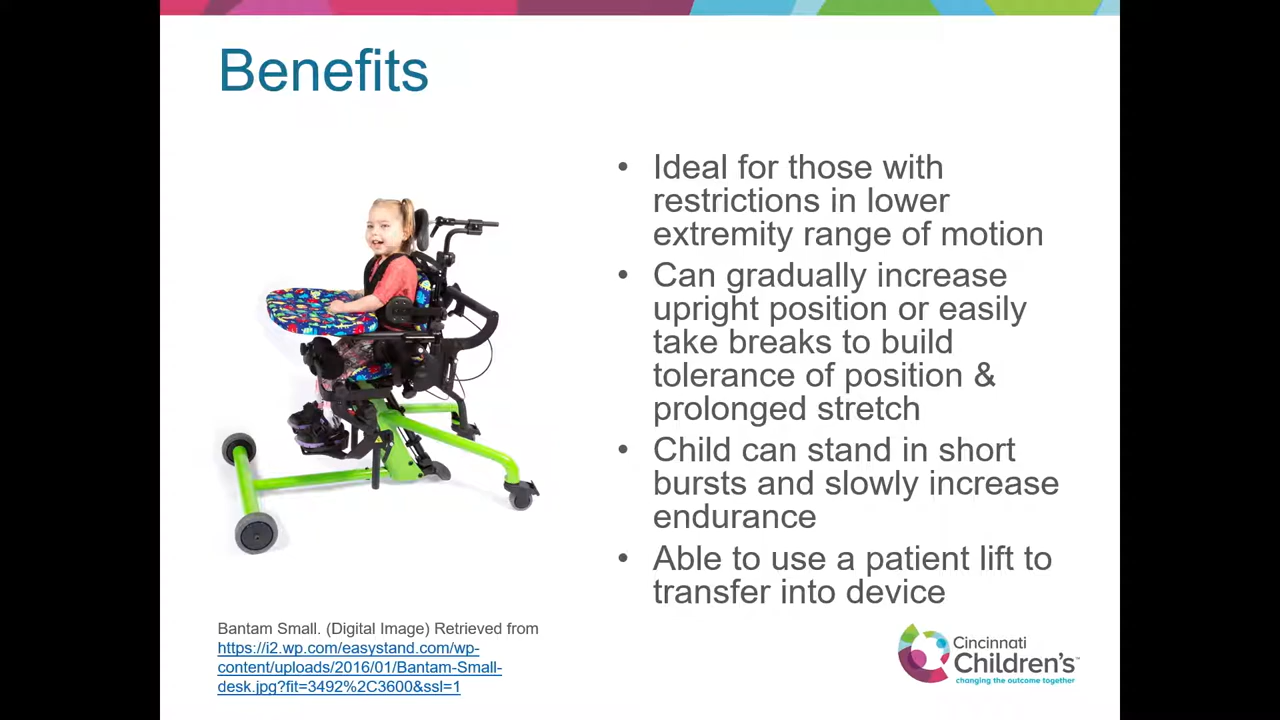 Benefits
• Ideal for those with
restrictions in lower
extremity range of motion
• Can gradually increase
upright position or easily
take breaks to build
tolerance of position &
prolonged stretch
• Child can stand in short
bursts and slowly increase
endurance
• Able to use a patient lift to
transfer into device
Bantam Small. (Digital Image) Retrieved from
https://i2.wp.com/easystand.com/wp-
content/uploads/2016/01/Bantam-Small-
desk.jpg?fit=3492%2C3600&ssl=1
Cincinnati
Children's™
changing the outcome together